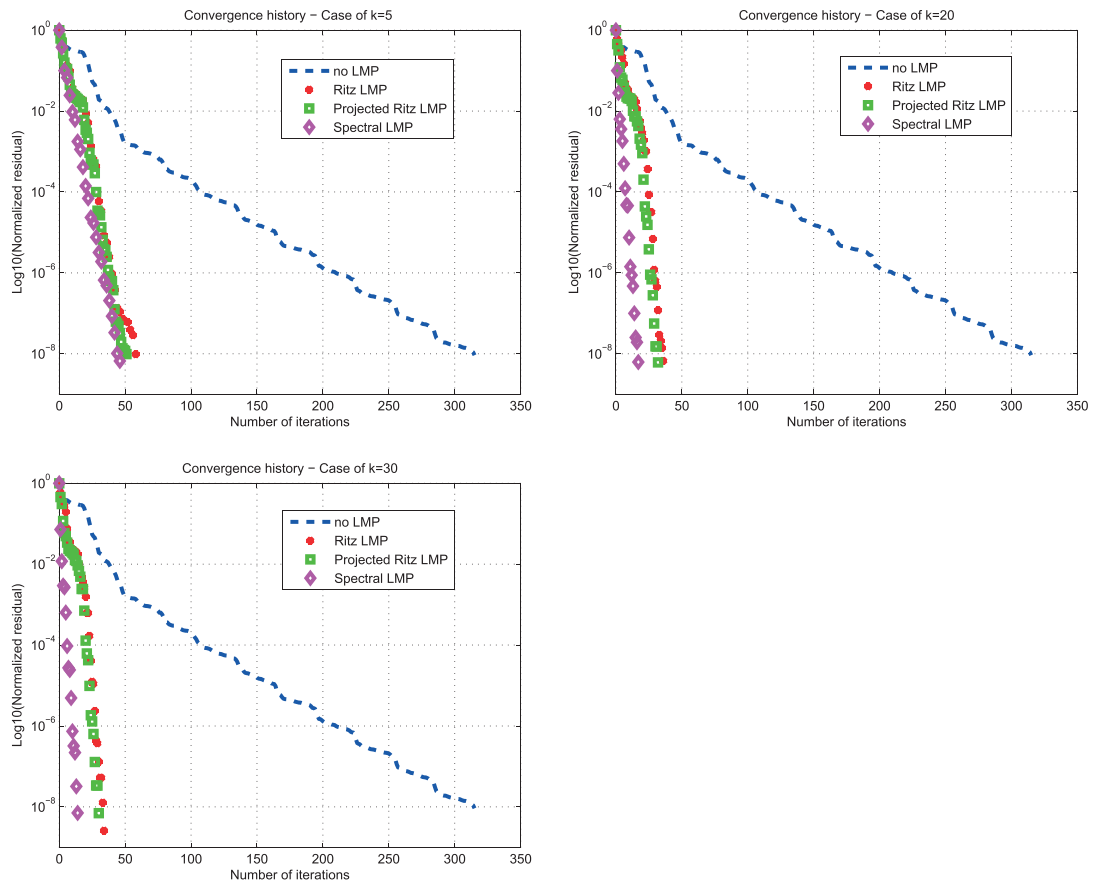 Convergence history − Case of k=5
10^0
10^−2
10^−4
10^−6
10^−8
Log10(Normalized residual)
no LMP
Ritz LMP
Projected Ritz LMP
Spectral LMP
0 50 100 150 200 250 300 350
Number of iterations
Convergence history − Case of k=20
10^0
10^−2
10^−4
10^−6
10^−8
Log10(Normalized residual)
no LMP
Ritz LMP
Projected Ritz LMP
Spectral LMP
0 50 100 150 200 250 300 350
Number of iterations
Convergence history − Case of k=30
10^0
10^−2
10^−4
10^−6
10^−8
Log10(Normalized residual)
no LMP
Ritz LMP
Projected Ritz LMP
Spectral LMP
0 50 100 150 200 250 300 350
Number of iterations